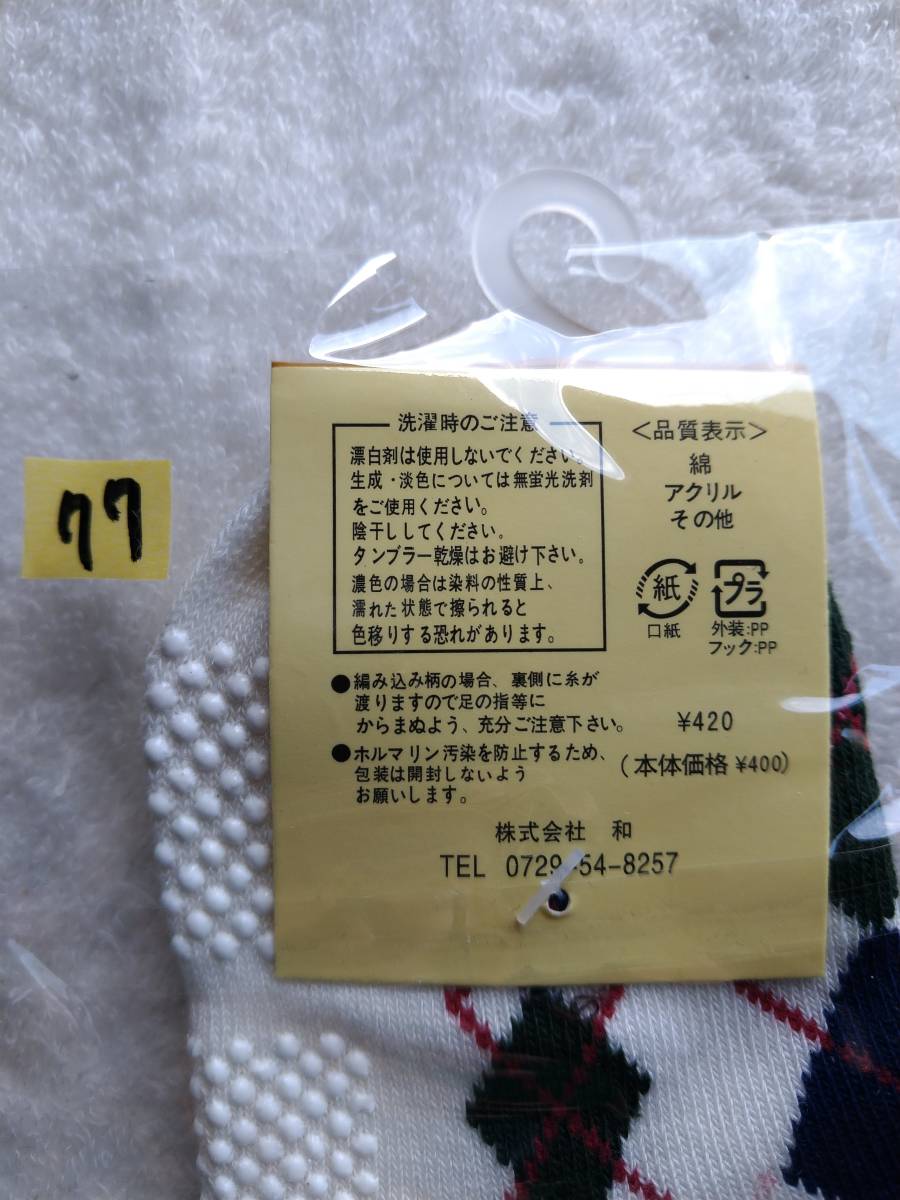 77
洗濯時のご注意
漂白剤は使用しないでください。
生成・淡色については無蛍光洗剤
をご使用ください。
陰干ししてください。
タンブラー乾燥はお避け下さい。
濃色の場合は染料の性質上、
濡れた状態で擦られると
色移りする恐れがあります。
<品質表示>
綿
アクリル
その他
紙
口紙
プラ
外装:PP
フック:PP
●編み込み柄の場合、裏側に糸が
渡りますので足の指等に
からまぬよう、充分ご注意下さい。
●ホルマリン汚染を防止するため、
包装は開封しないよう
お願いします。
¥420
(本体価格¥400)
株式会社 和
TEL 0729-54-8257